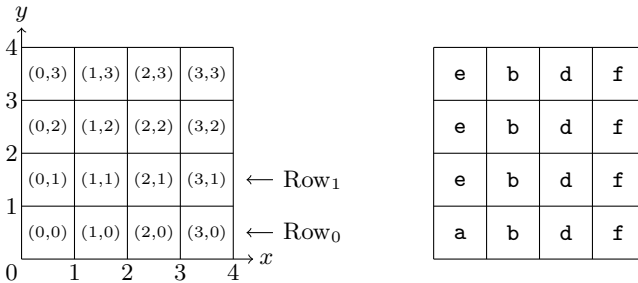 y
4 (0,3) (1,3) (2,3) (3,3) e b d f
3
(0,2) (1,2) (2,2) (3,2) e b d f
2
(0,1) (1,1) (2,1) (3,1) ← Row₁ e b d f
1
(0,0) (1,0) (2,0) (3,0) ← Row₀ a b d f
x
0 1 2 3 4